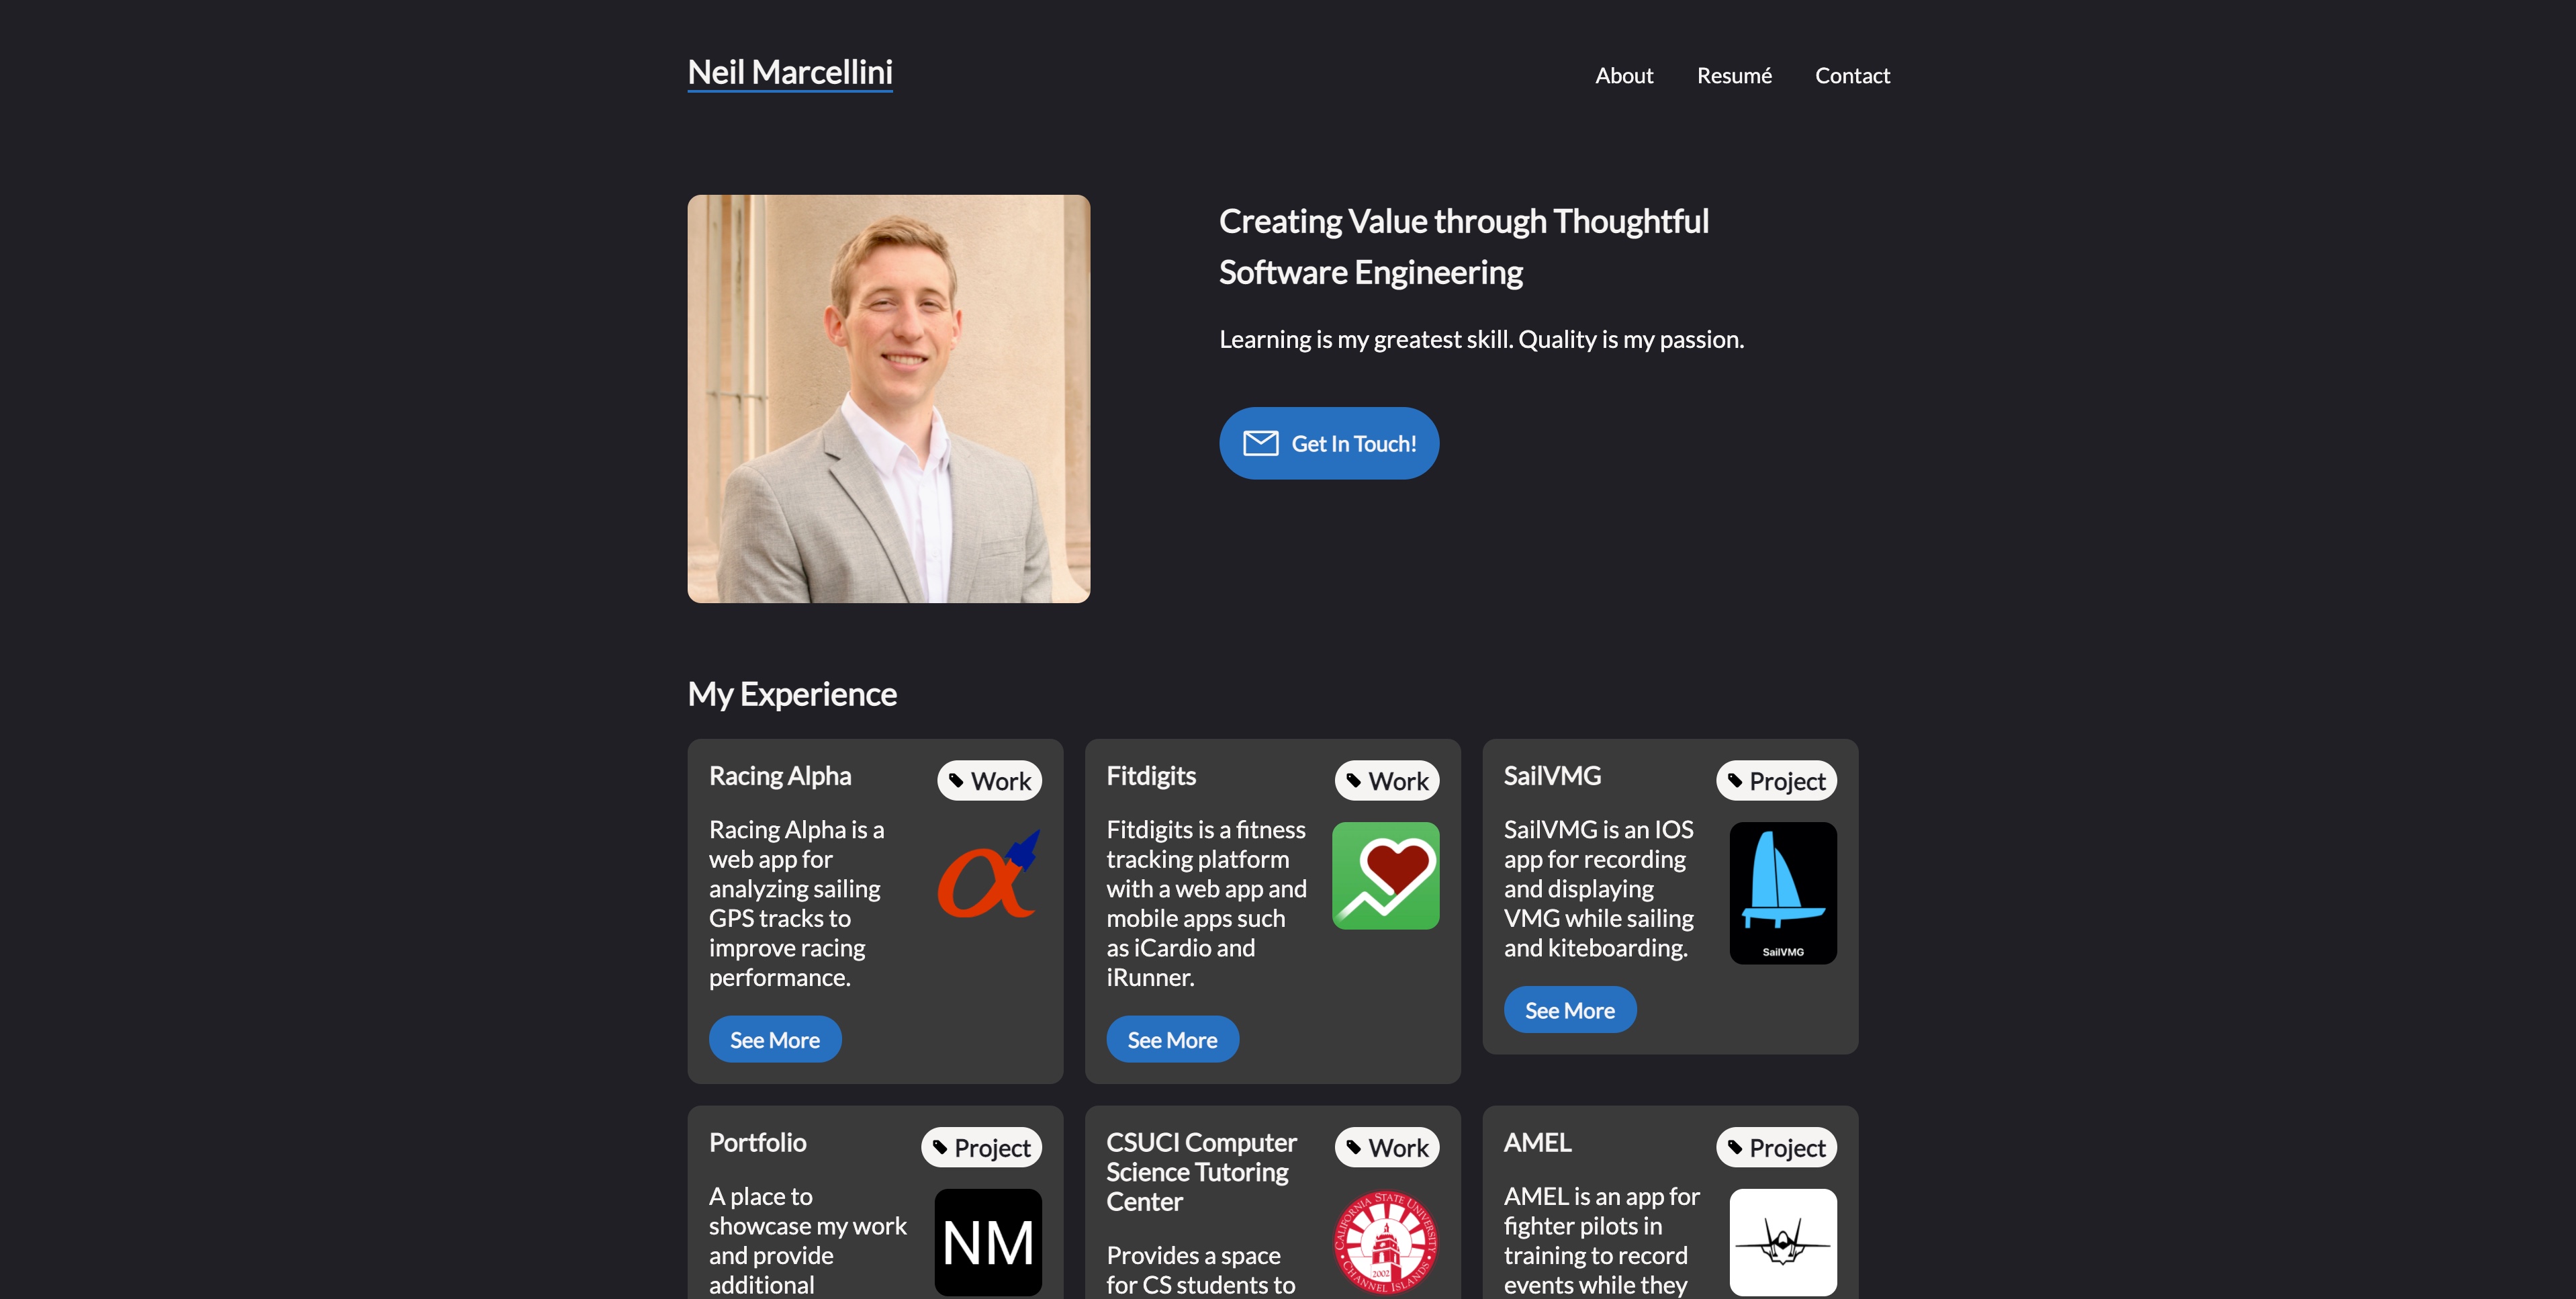 Neil Marcellini
About Resumé Contact
Creating Value through Thoughtful
Software Engineering
Learning is my greatest skill. Quality is my passion.
Get In Touch!
My Experience
Racing Alpha
Work
Racing Alpha is a
web app for
analyzing sailing
GPS tracks to
improve racing
performance.
See More
Fitdigits
Work
Fitdigits is a fitness
tracking platform
with a web app and
mobile apps such
as iCardio and
iRunner.
See More
SailVMG
Project
SailVMG is an IOS
app for recording
and displaying
VMG while sailing
and kiteboarding.
SailVMG
See More
Portfolio
Project
A place to
showcase my work
and provide
additional
NM
CSUCI Computer
Science Tutoring
Center
Work
Provides a space
for CS students to
CALIFORNIA STATE UNIVERSITY
CHANNEL ISLANDS
2002
AMEL
Project
AMEL is an app for
fighter pilots in
training to record
events while they